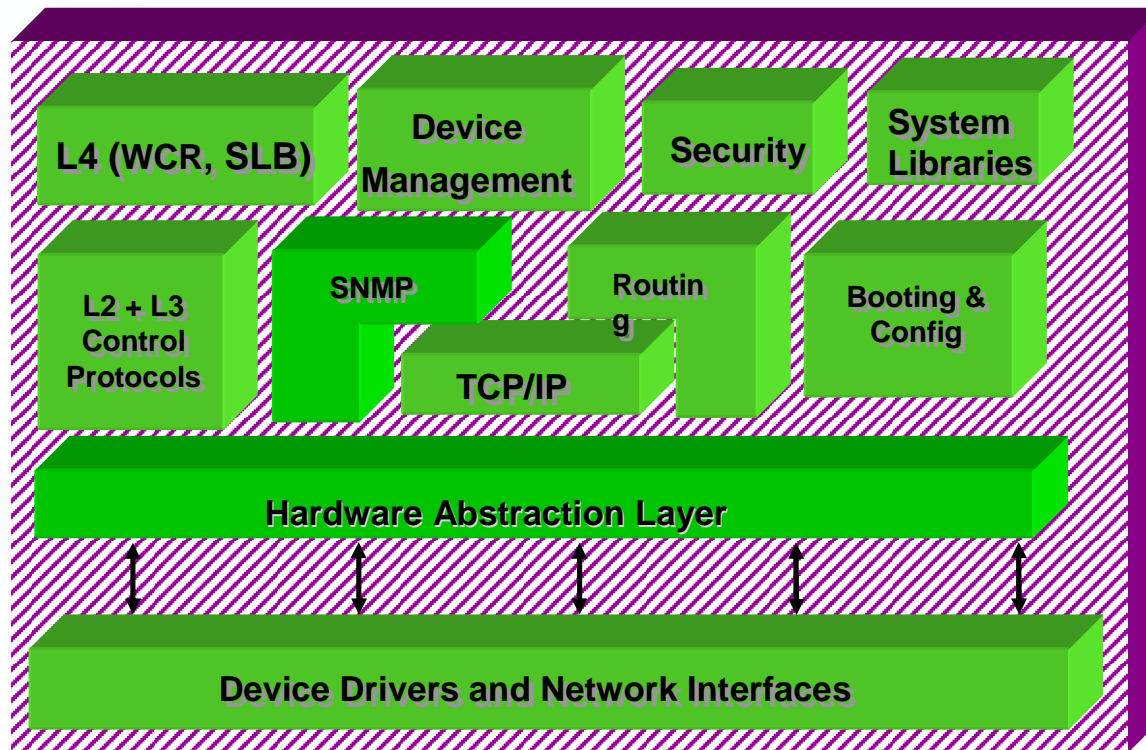 L4 (WCR, SLB)
Device
Management
Security
System
Libraries
L2 + L3
Control
Protocols
SNMP
Routin
g
TCP/IP
Booting &
Config
Hardware Abstraction Layer
Device Drivers and Network Interfaces